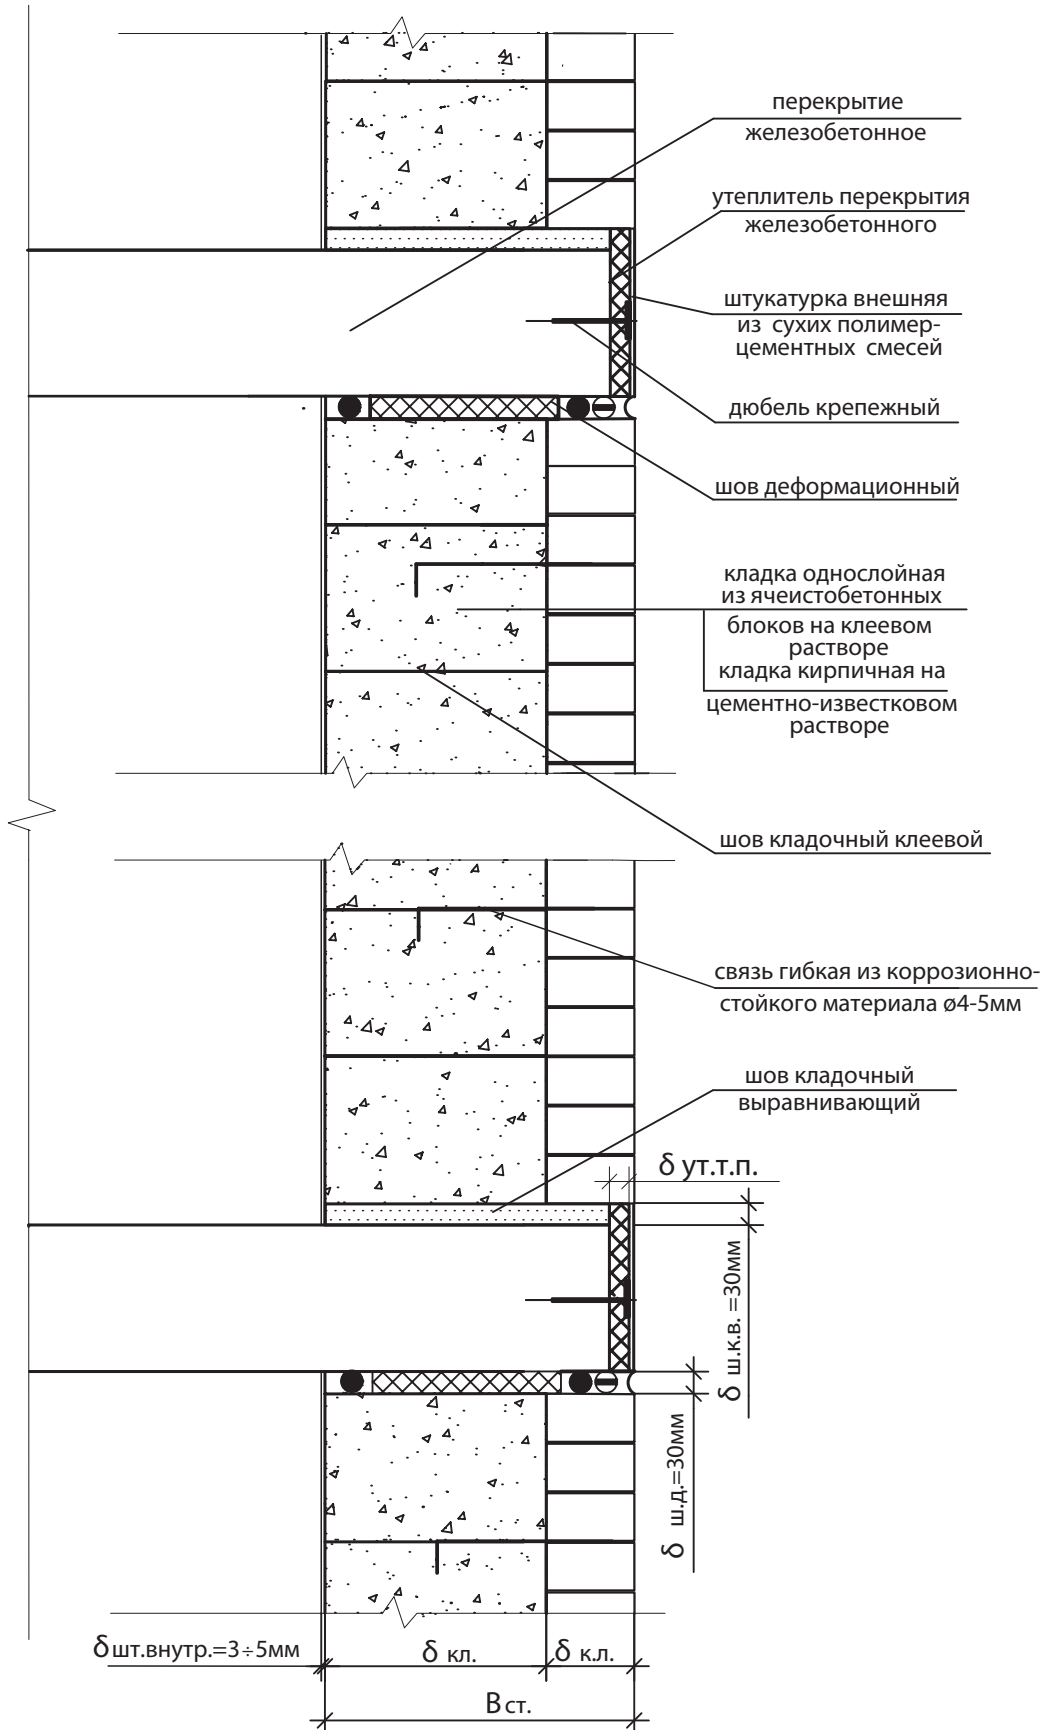 перекрытие
железобетонное
утеплитель перекрытия
железобетонного
штукатурка внешняя
из сухих полимер-
цементных смесей
дюбель крепежный
шов деформационный
кладка однослойная
из ячеистобетонных
блоков на клеевом
растворе
кладка кирпичная на
цементно-известковом
растворе
шов кладочный клеевой
связь гибкая из коррозионно-
стойкого материала ø4-5мм
шов кладочный
выравнивающий
δ ут.т.п.
δ ш.к.в. =30мм
δ ш.д.=30мм
δ шт.внутр.=3÷5мм
δ кл.
δ к.л.
В ст.